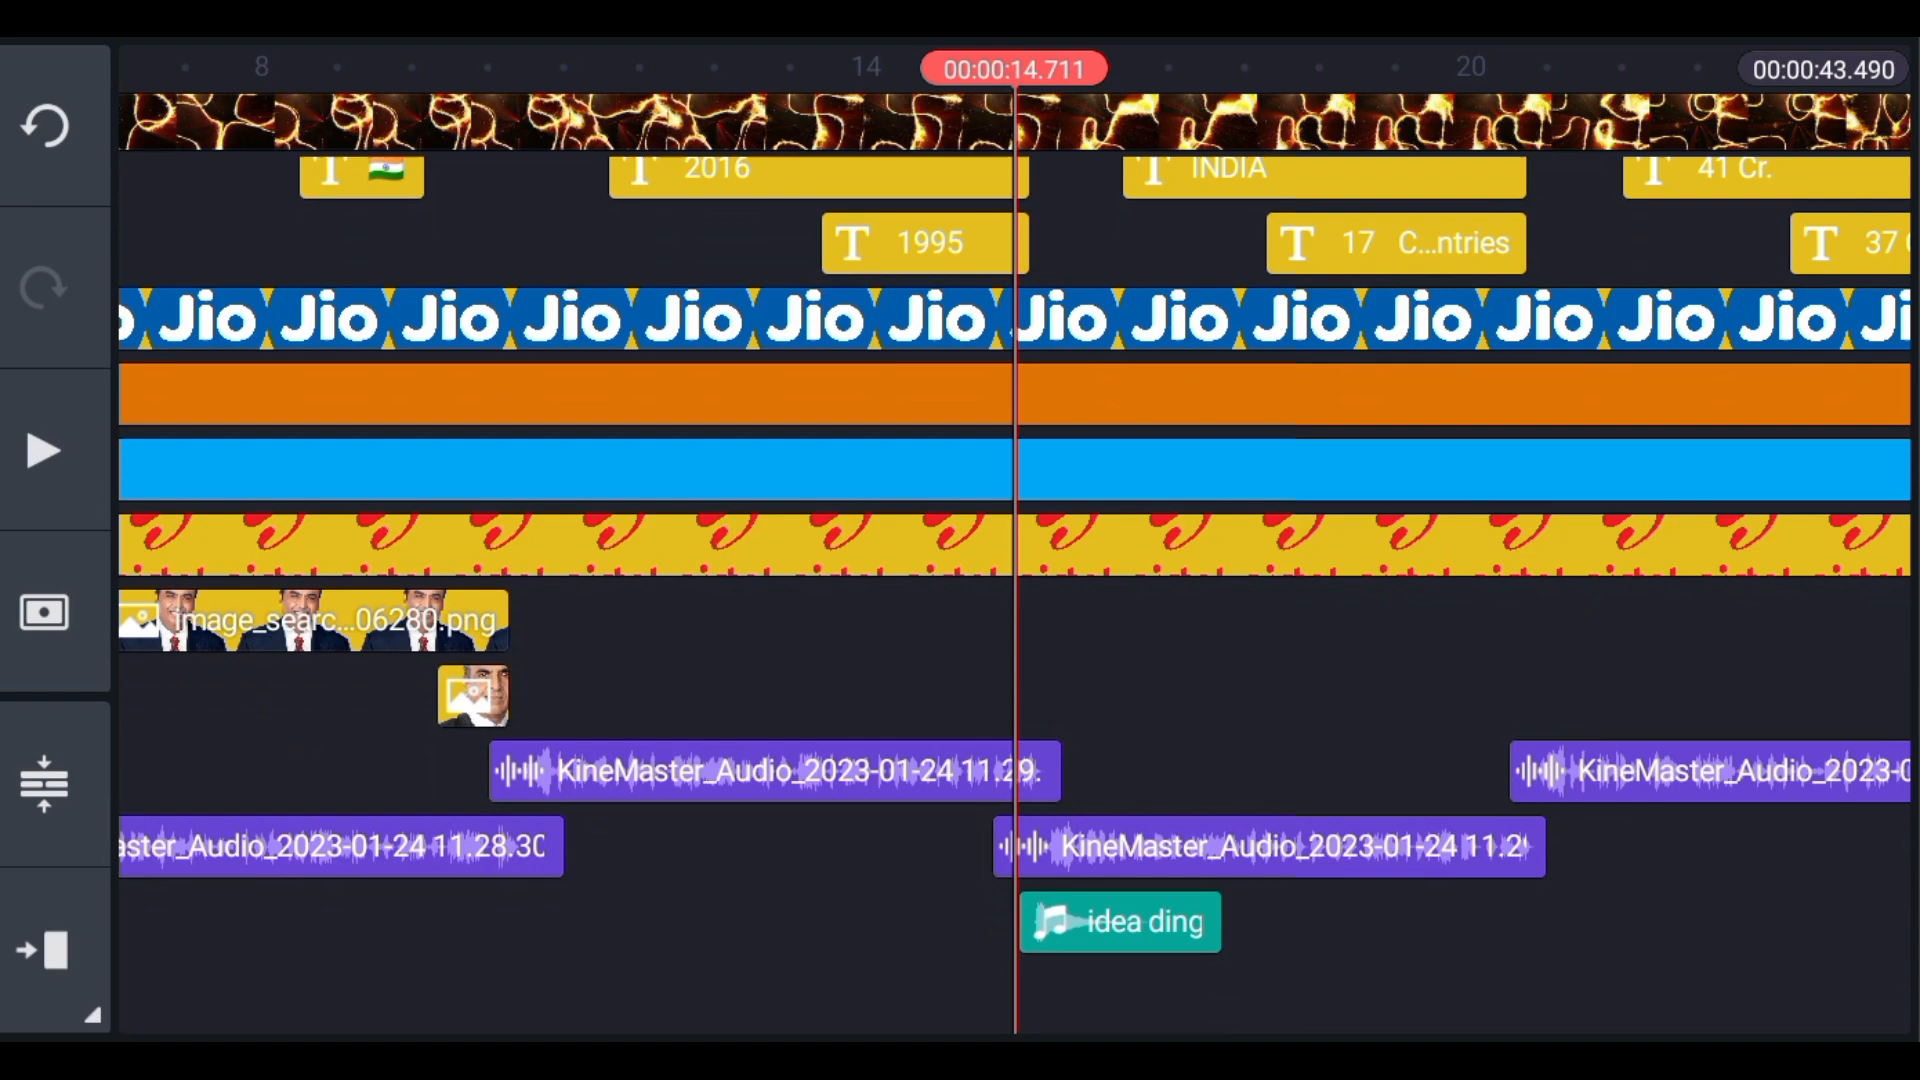 8 14 00:00:14.711 20 00:00:43.490
T 🇮🇳 T 2016 T INDIA T 41 Cr.
T 1995 T 17 C...ntries T 37
Jio Jio Jio Jio Jio Jio Jio Jio Jio Jio Jio Jio Jio Jio Ji
image_searc...06280.png
KineMaster_Audio_2023-01-24 11.29. KineMaster_Audio_2023-0
aster_Audio_2023-01-24 11.28.30 KineMaster_Audio_2023-01-24 11.2
idea ding